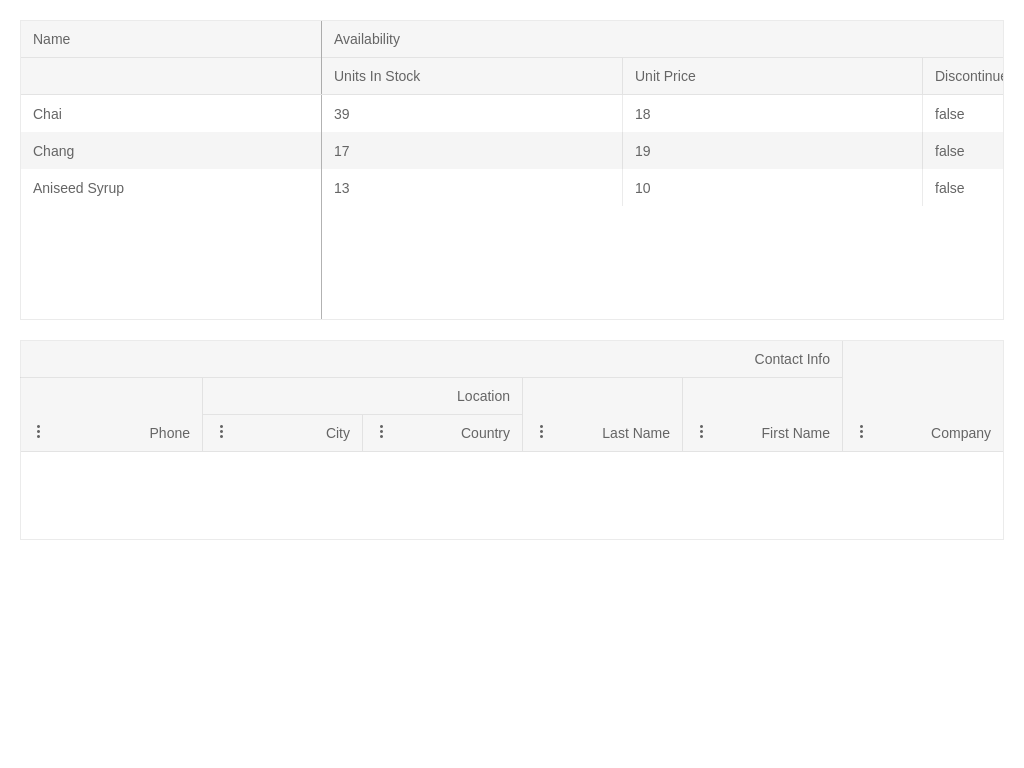 Name Availability
Units In Stock Unit Price Discontinue
Chai 39 18 false
Chang 17 19 false
Aniseed Syrup 13 10 false
Contact Info
Location
Phone City Country Last Name First Name Company